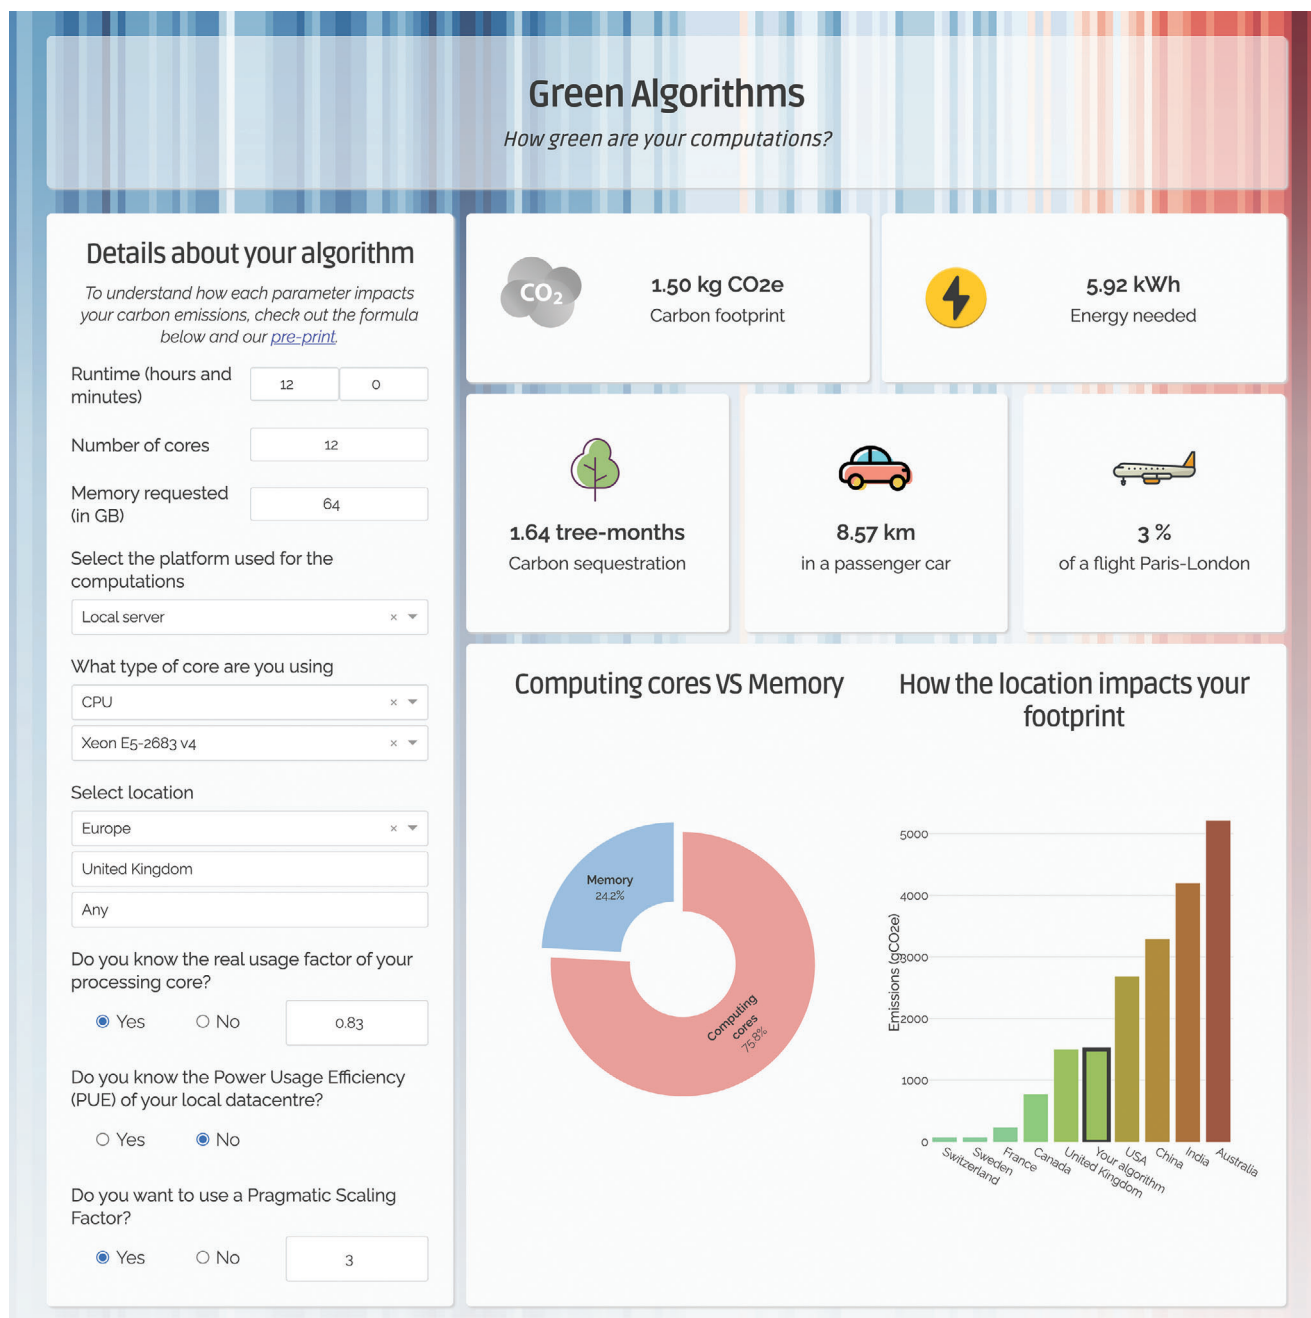 Green Algorithms
How green are your computations?
Details about your algorithm
To understand how each parameter impacts
your carbon emissions, check out the formula
below and our pre-print.
Runtime (hours and
minutes)
12
0
Number of cores
12
Memory requested
(in GB)
64
Select the platform used for the
computations
Local server
What type of core are you using
CPU
Xeon E5-2683 v4
Select location
Europe
United Kingdom
Any
Do you know the real usage factor of your
processing core?
Yes
No
0.83
Do you know the Power Usage Efficiency
(PUE) of your local datacentre?
Yes
No
Do you want to use a Pragmatic Scaling
Factor?
Yes
No
3
CO2
1.50 kg CO2e
Carbon footprint
5.92 kWh
Energy needed
1.64 tree-months
Carbon sequestration
8.57 km
in a passenger car
3 %
of a flight Paris-London
Computing cores VS Memory
Memory
24.2%
Computing
cores
75.8%
How the location impacts your
footprint
Emissions (gCO2e)
5000
4000
3000
2000
1000
0
Switzerland
Sweden
France
Canada
United Kingdom
Your algorithm
USA
China
India
Australia